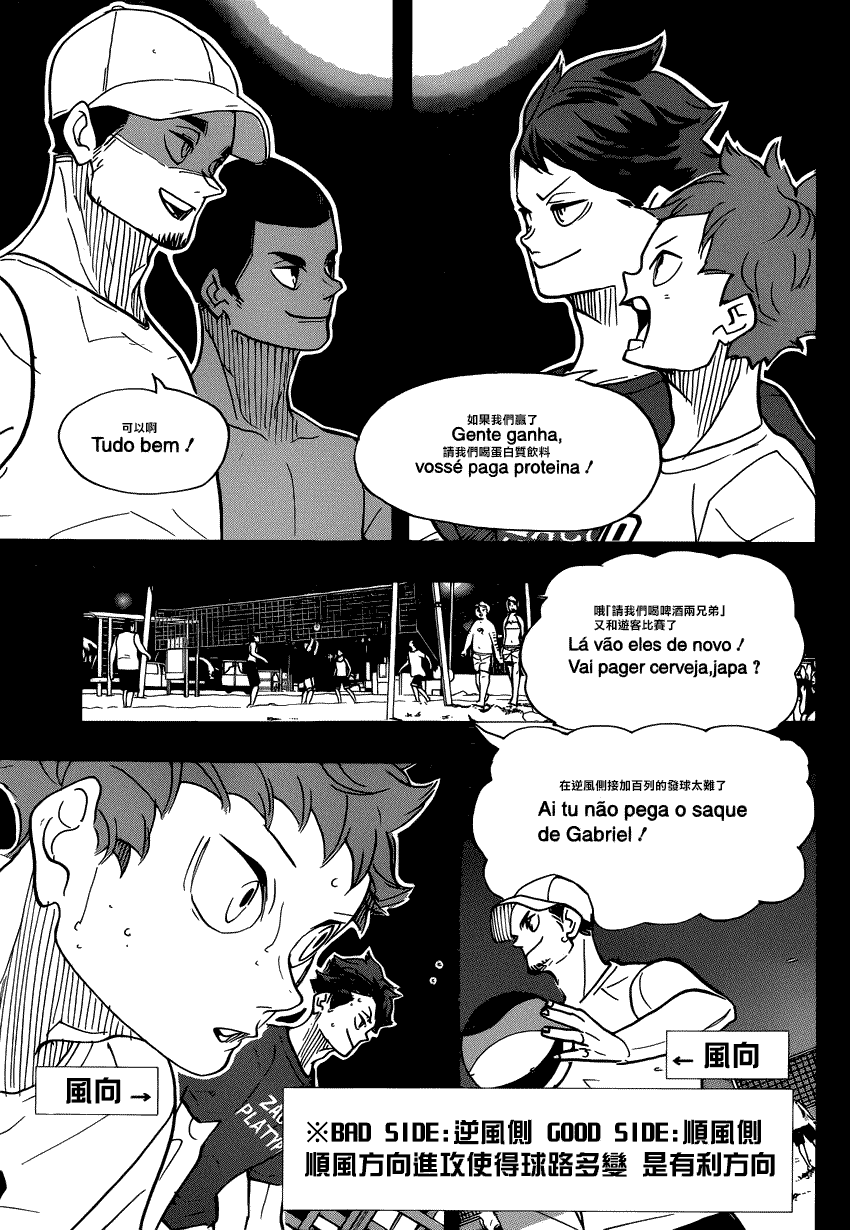 如果我們贏了
Gente ganha,
請我們喝蛋白質飲料
vossé paga proteina!
可以啊
Tudo bem!
哦「請我們喝啤酒兩兄弟」
又和遊客比賽了
Lá vão eles de novo!
Vai pager cerveja,japa?
在逆風側接加百列的發球太難了
Ai tu não pega o saque
de Gabriel!
← 風向
風向 →
ZAC
PLATYP
※BAD SIDE:逆風側 GOOD SIDE:順風側
順風方向進攻使得球路多變 是有利方向